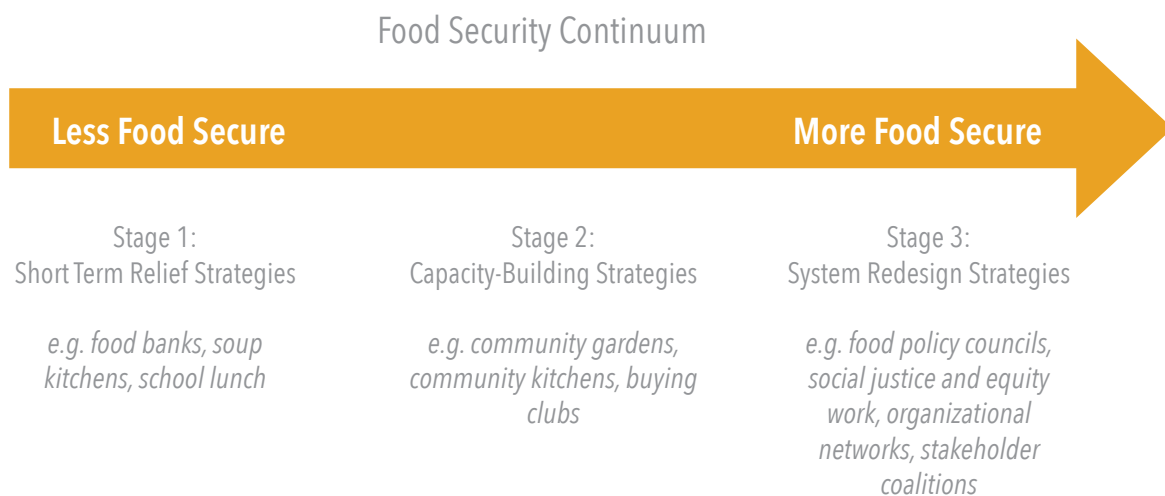 Food Security Continuum
Less Food Secure
More Food Secure
Stage 1:
Short Term Relief Strategies
e.g. food banks, soup
kitchens, school lunch
Stage 2:
Capacity-Building Strategies
e.g. community gardens,
community kitchens, buying
clubs
Stage 3:
System Redesign Strategies
e.g. food policy councils,
social justice and equity
work, organizational
networks, stakeholder
coalitions